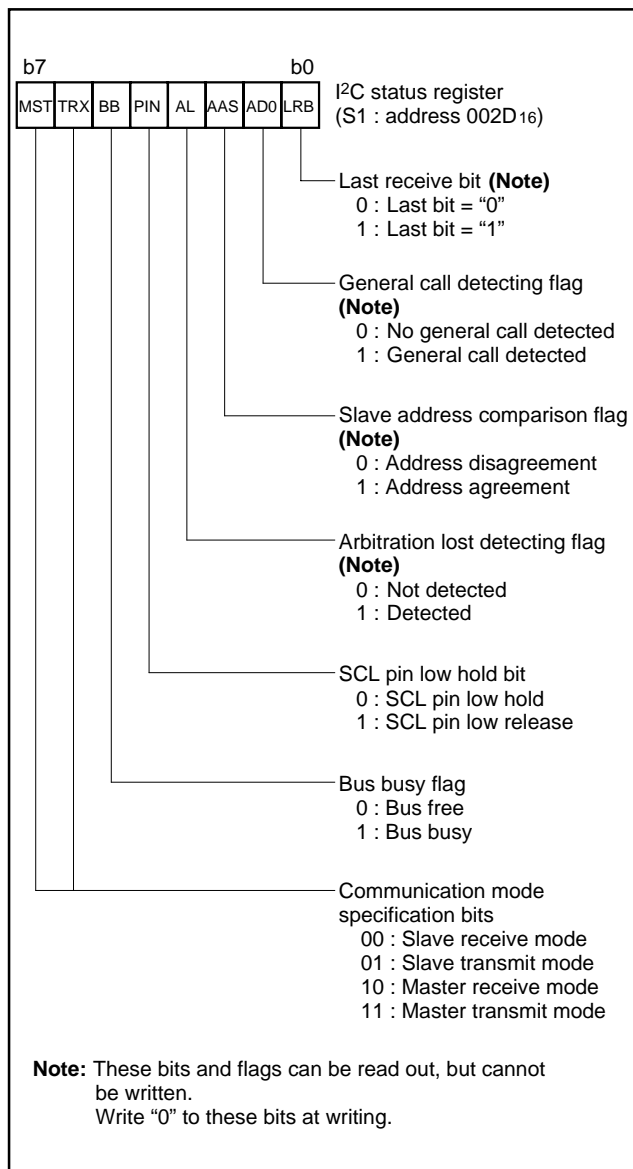 b7 b0
MST TRX BB PIN AL AAS AD0 LRB
I2C status register
(S1 : address 002D16)
Last receive bit (Note)
0 : Last bit = “0”
1 : Last bit = “1”
General call detecting flag
(Note)
0 : No general call detected
1 : General call detected
Slave address comparison flag
(Note)
0 : Address disagreement
1 : Address agreement
Arbitration lost detecting flag
(Note)
0 : Not detected
1 : Detected
SCL pin low hold bit
0 : SCL pin low hold
1 : SCL pin low release
Bus busy flag
0 : Bus free
1 : Bus busy
Communication mode
specification bits
00 : Slave receive mode
01 : Slave transmit mode
10 : Master receive mode
11 : Master transmit mode
Note: These bits and flags can be read out, but cannot
be written.
Write “0” to these bits at writing.